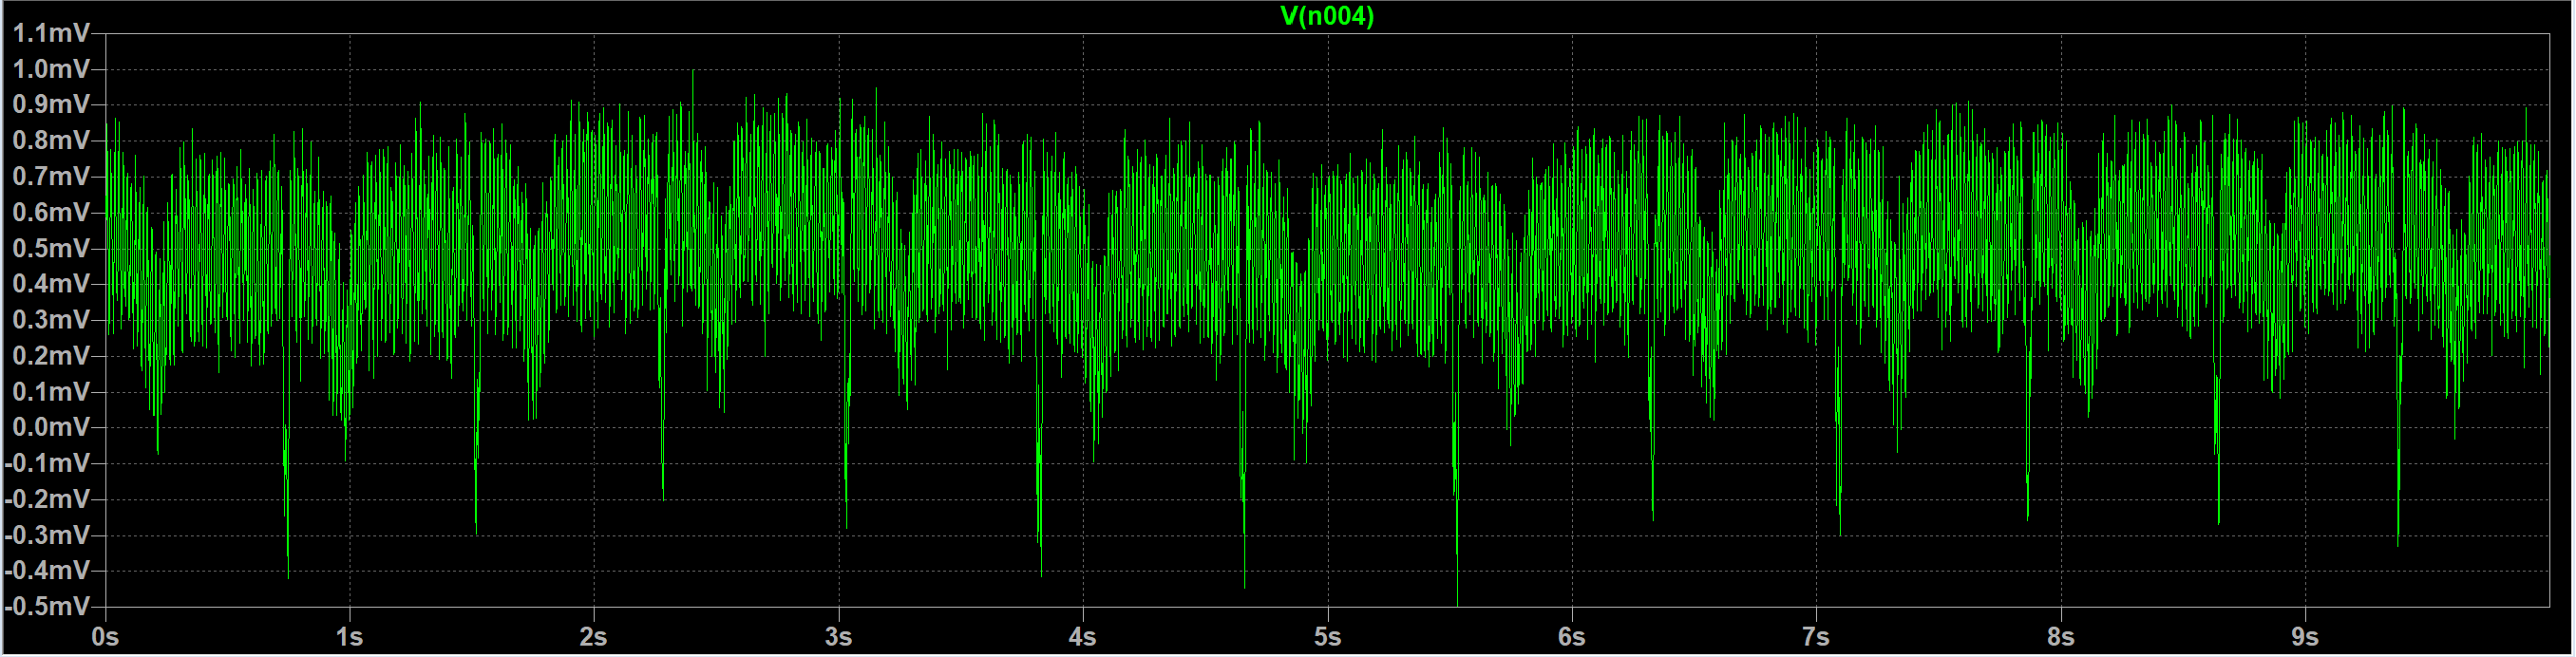 V(n004)
1.1mV
1.0mV
0.9mV
0.8mV
0.7mV
0.6mV
0.5mV
0.4mV
0.3mV
0.2mV
0.1mV
0.0mV
-0.1mV
-0.2mV
-0.3mV
-0.4mV
-0.5mV
0s 1s 2s 3s 4s 5s 6s 7s 8s 9s